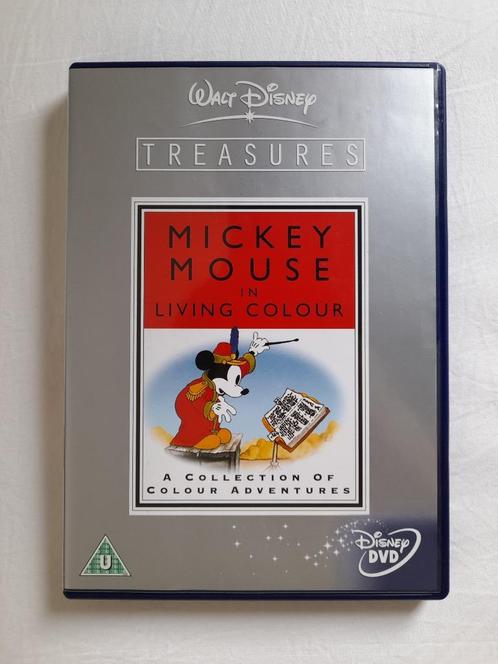 WALT DISNEY
TREASURES
MICKEY
MOUSE
IN
LIVING COLOUR
A COLLECTION OF
COLOUR ADVENTURES
U
DISNEY
DVD